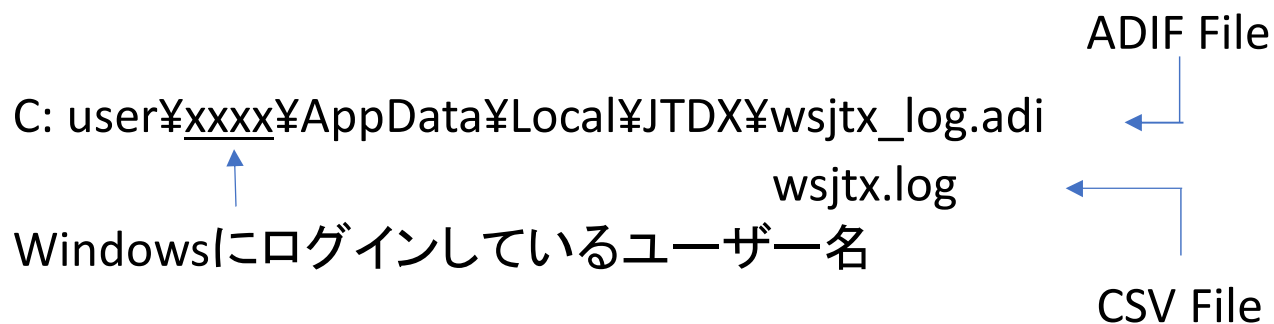 ADIF File
C: user¥xxxx¥AppData¥Local¥JTDX¥wsjtx_log.adi
wsjtx.log
Windowsにログインしているユーザー名
CSV File